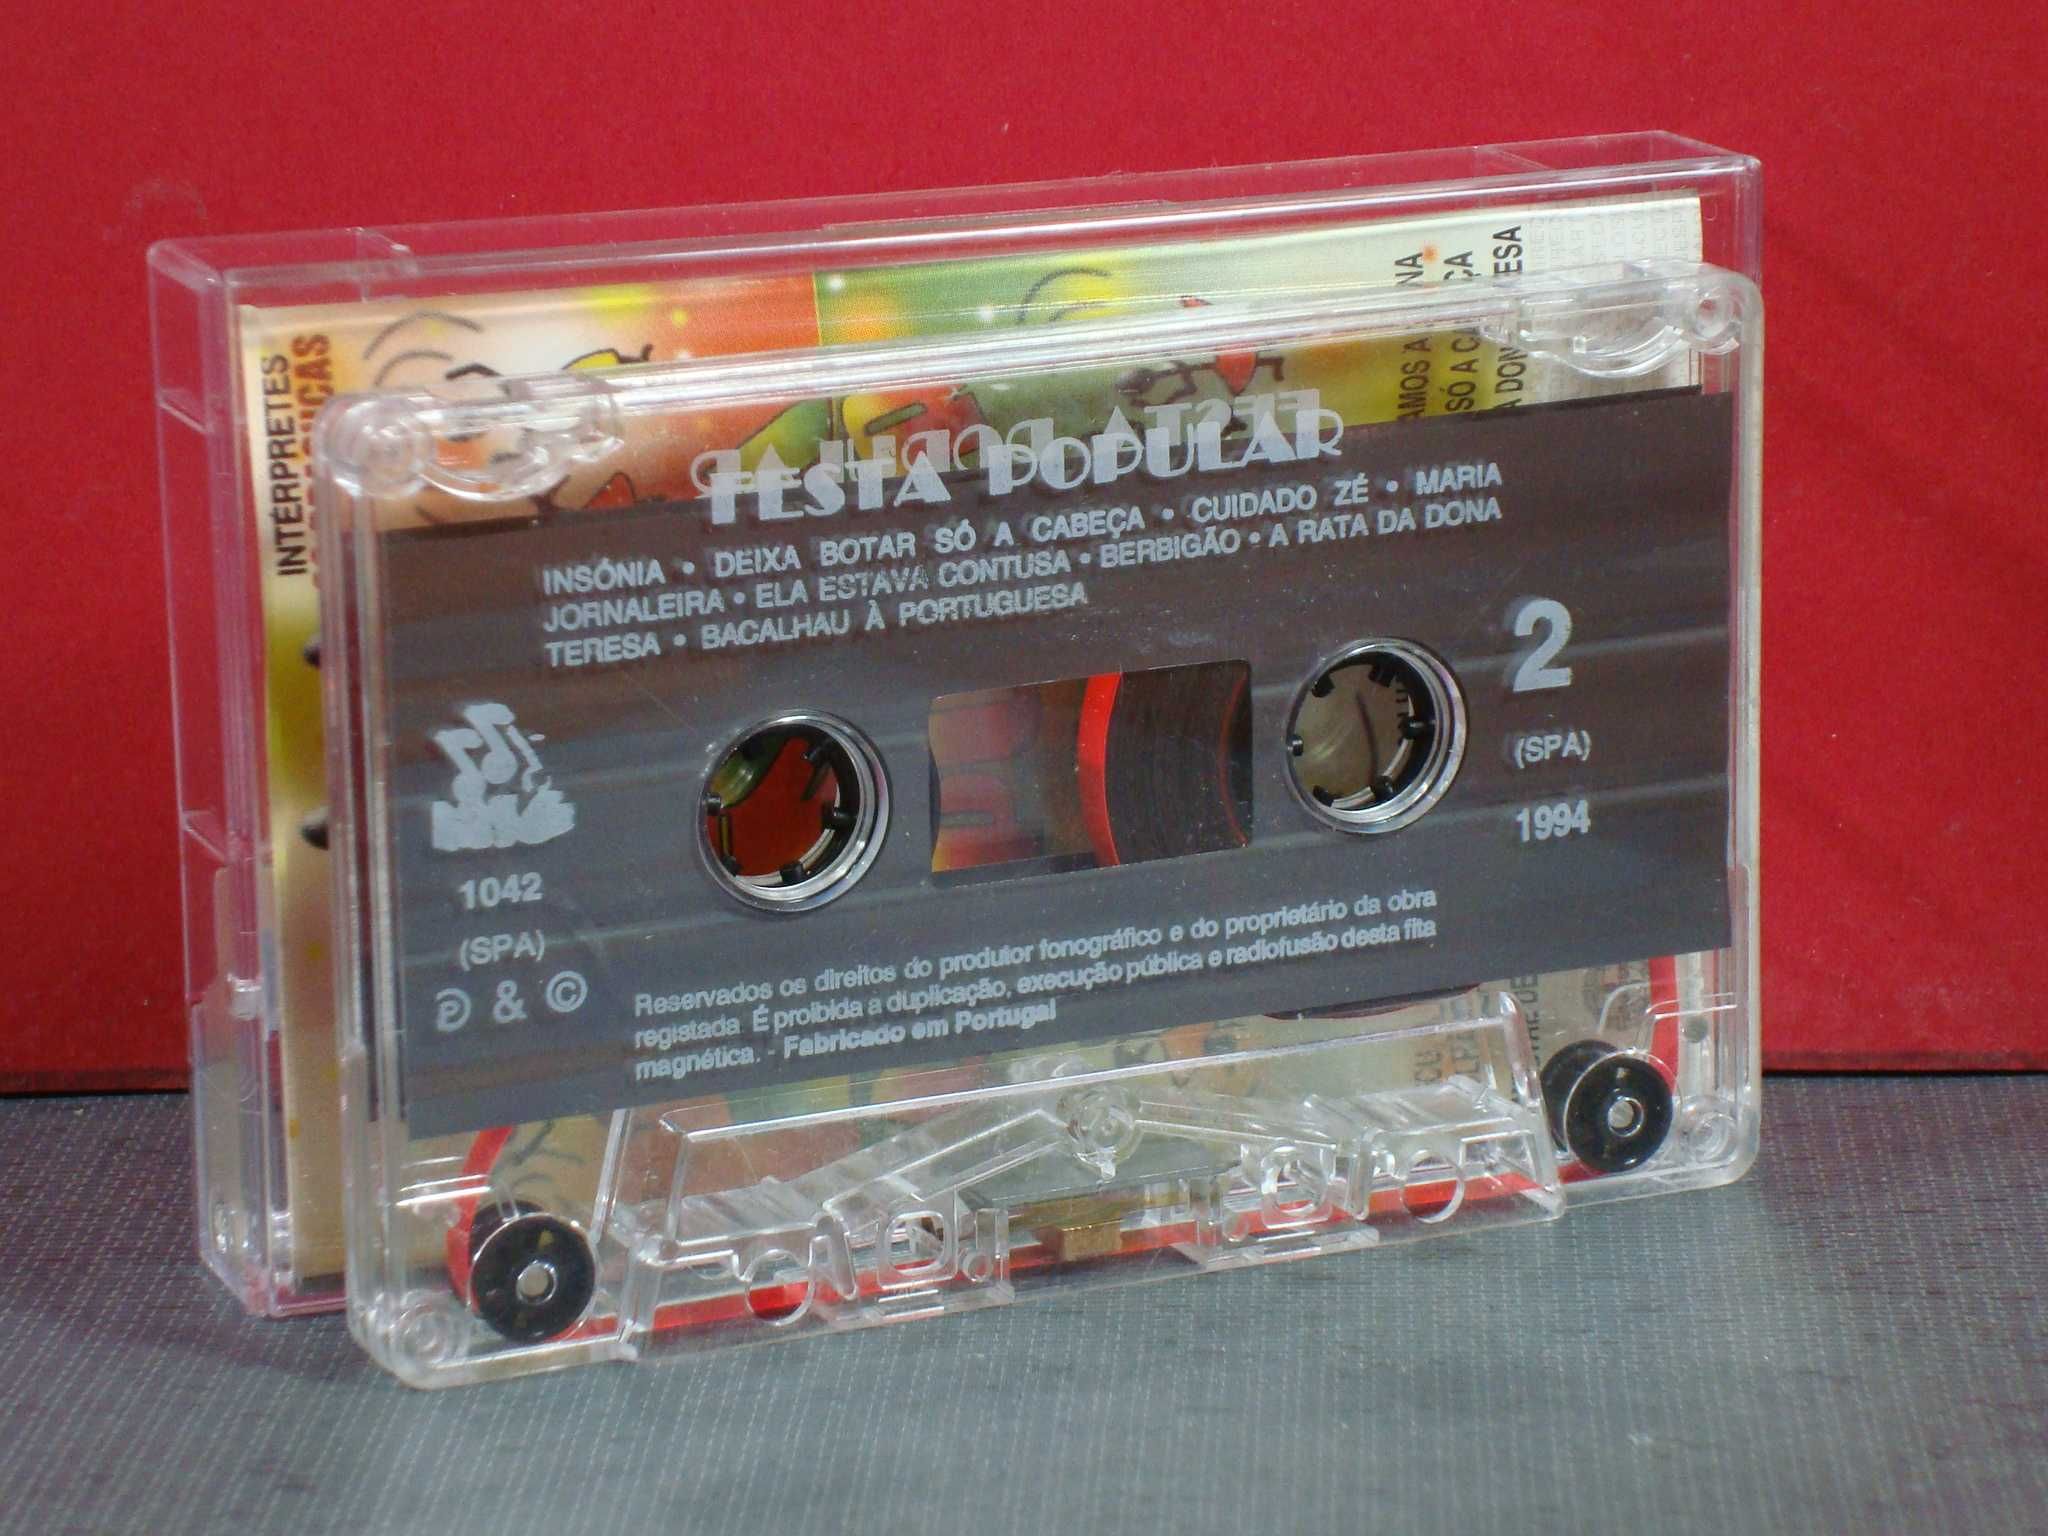 INTÉRPRETES
FESTA POPULAR
INSÓNIA • DEIXA BOTAR SÓ A CABEÇA • CUIDADO ZÉ • MARIA
JORNALEIRA • ELA ESTAVA CONTUSA • BERBIGÃO • A RATA DA DONA
TERESA • BACALHAU À PORTUGUESA
2
(SPA)
1994
1042
(SPA)
℗ & ©
Reservados os direitos do produtor fonográfico e do proprietário da obra
registada. É proibida a duplicação, execução pública e radiofusão desta fita
magnética. - Fabricado em Portugal